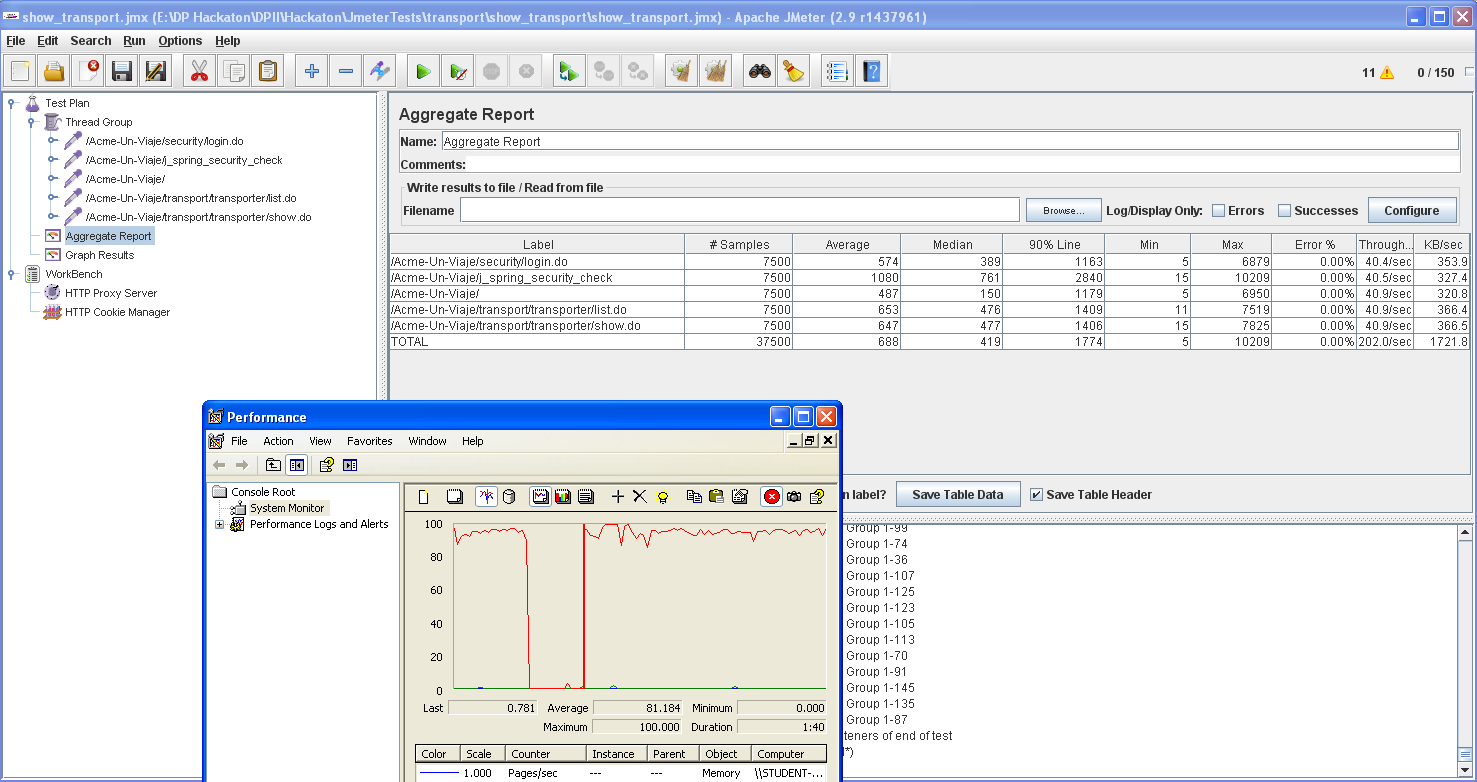 show_transport.jmx (E:\DP Hackaton\DPII\Hackaton\JmeterTests\transport\show_transport\show_transport.jmx) - Apache JMeter (2.9 r1437961)
File Edit Search Run Options Help
11 0 / 150
Test Plan
Thread Group
/Acme-Un-Viaje/security/login.do
/Acme-Un-Viaje/j_spring_security_check
/Acme-Un-Viaje/
/Acme-Un-Viaje/transport/transporter/list.do
/Acme-Un-Viaje/transport/transporter/show.do
Aggregate Report
Graph Results
WorkBench
HTTP Proxy Server
HTTP Cookie Manager
Aggregate Report
Name: Aggregate Report
Comments:
Write results to file / Read from file
Filename Browse... Log/Display Only: Errors Successes Configure
Label # Samples Average Median 90% Line Min Max Error % Through... KB/sec
/Acme-Un-Viaje/security/login.do 7500 574 389 1163 5 6879 0.00% 40.4/sec 353.9
/Acme-Un-Viaje/j_spring_security_check 7500 1080 761 2840 15 10209 0.00% 40.5/sec 327.4
/Acme-Un-Viaje/ 7500 487 150 1179 5 6950 0.00% 40.9/sec 320.8
/Acme-Un-Viaje/transport/transporter/list.do 7500 653 476 1409 11 7519 0.00% 40.9/sec 366.4
/Acme-Un-Viaje/transport/transporter/show.do 7500 647 477 1406 15 7825 0.00% 40.9/sec 366.5
TOTAL 37500 688 419 1774 5 10209 0.00% 202.0/sec 1721.8
n label? Save Table Data Save Table Header
Group 1-99
Group 1-74
Group 1-36
Group 1-107
Group 1-125
Group 1-123
Group 1-105
Group 1-113
Group 1-70
Group 1-91
Group 1-145
Group 1-135
Group 1-87
teners of end of test
*)
Performance
File Action View Favorites Window Help
Console Root
System Monitor
Performance Logs and Alerts
100
80
60
40
20
0
Last 0.781 Average 81.184 Minimum 0.000
Maximum 100.000 Duration 1:40
Color Scale Counter Instance Parent Object Computer
1.000 Pages/sec --- --- Memory \\STUDENT-...